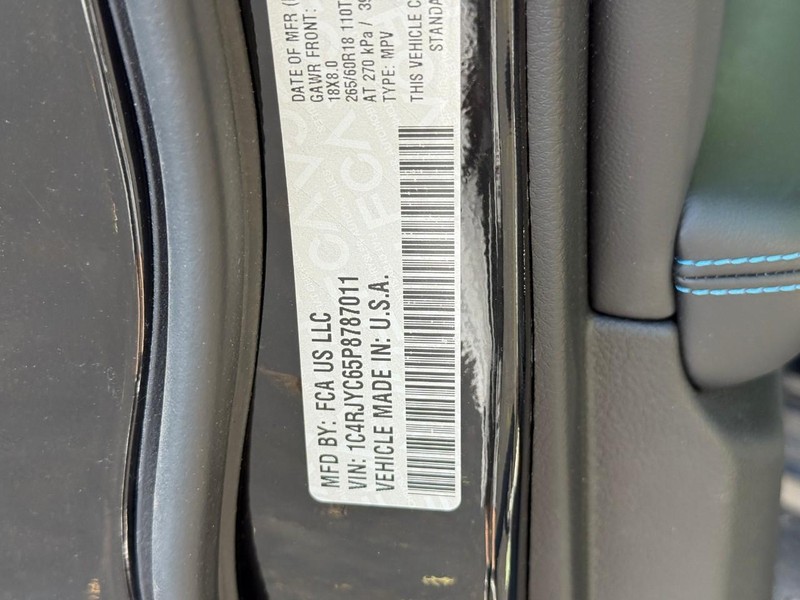 MFD BY: FCA US LLC
VIN: 1C4RJYC65P8787011
VEHICLE MADE IN: U.S.A.
DATE OF MFR
GAWR FRONT:
18X8.0
265/60R18 110T
AT 270 kPa /
TYPE: MPV
THIS VEHICLE
FCA